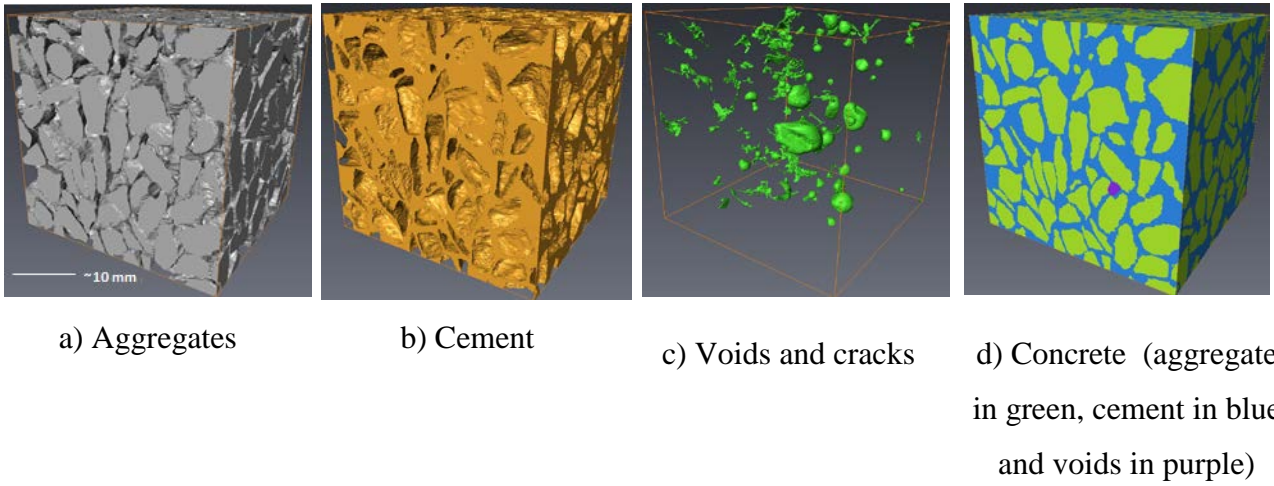 ~10 mm
a) Aggregates
b) Cement
c) Voids and cracks
d) Concrete (aggregate
in green, cement in blue
and voids in purple)